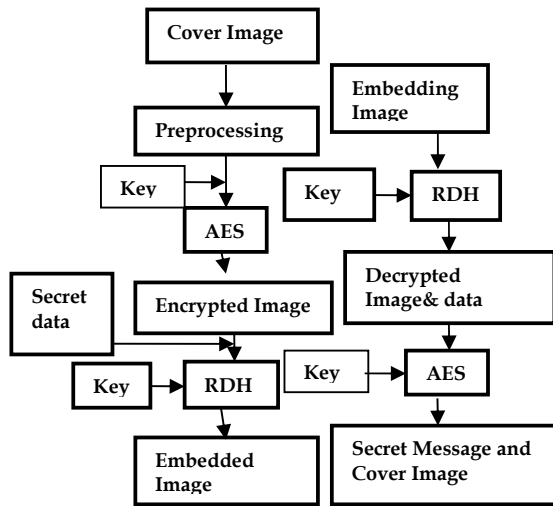 Cover Image
Preprocessing
Key
AES
Encrypted Image
Secret
data
Key
RDH
Embedded
Image
Embedding
Image
Key
RDH
Decrypted
Image& data
Key
AES
Secret Message and
Cover Image